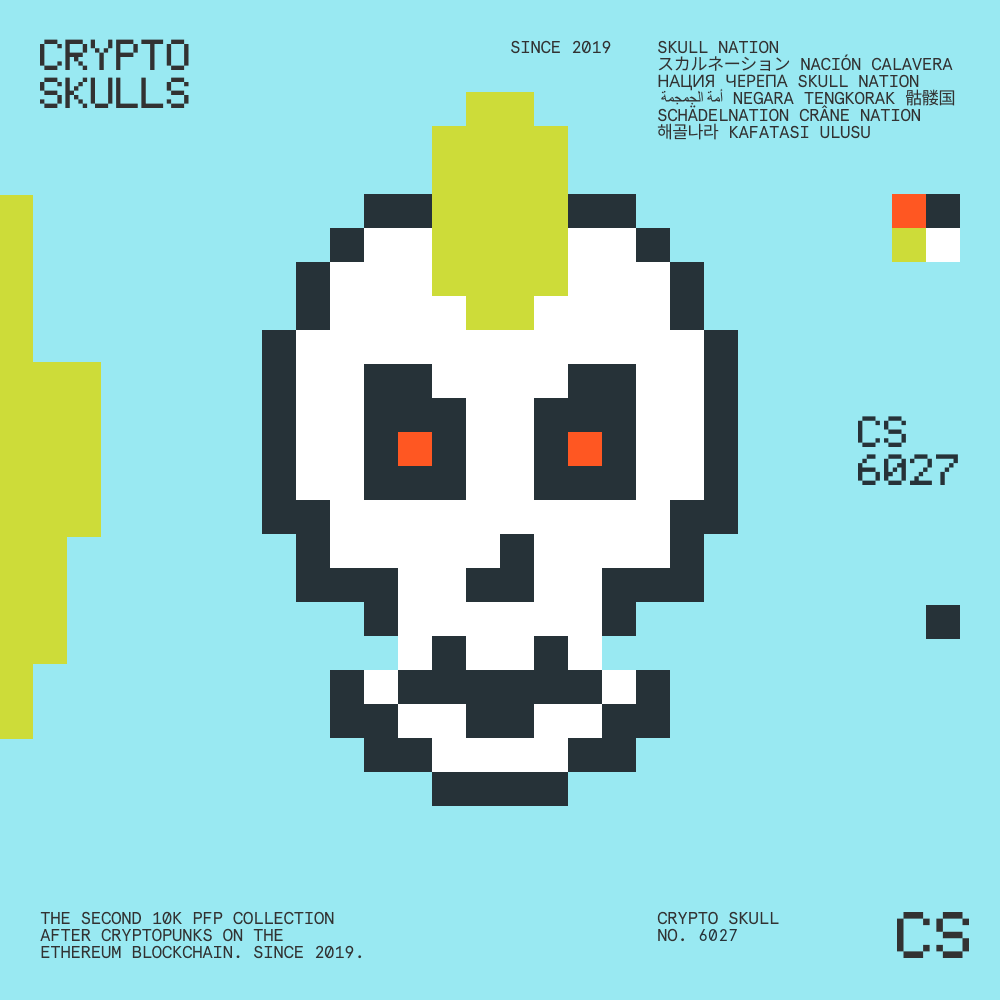 CRYPTO
SKULLS
SINCE 2019
SKULL NATION
スカルネーション NACIÓN CALAVERA
НАЦИЯ ЧЕРЕПА SKULL NATION
أمة الجمجمة NEGARA TENGKORAK 骷髅国
SCHÄDELNATION CRÂNE NATION
해골나라 KAFATASI ULUSU
CS
6027
THE SECOND 10K PFP COLLECTION
AFTER CRYPTOPUNKS ON THE
ETHEREUM BLOCKCHAIN. SINCE 2019.
CRYPTO SKULL
NO. 6027
CS